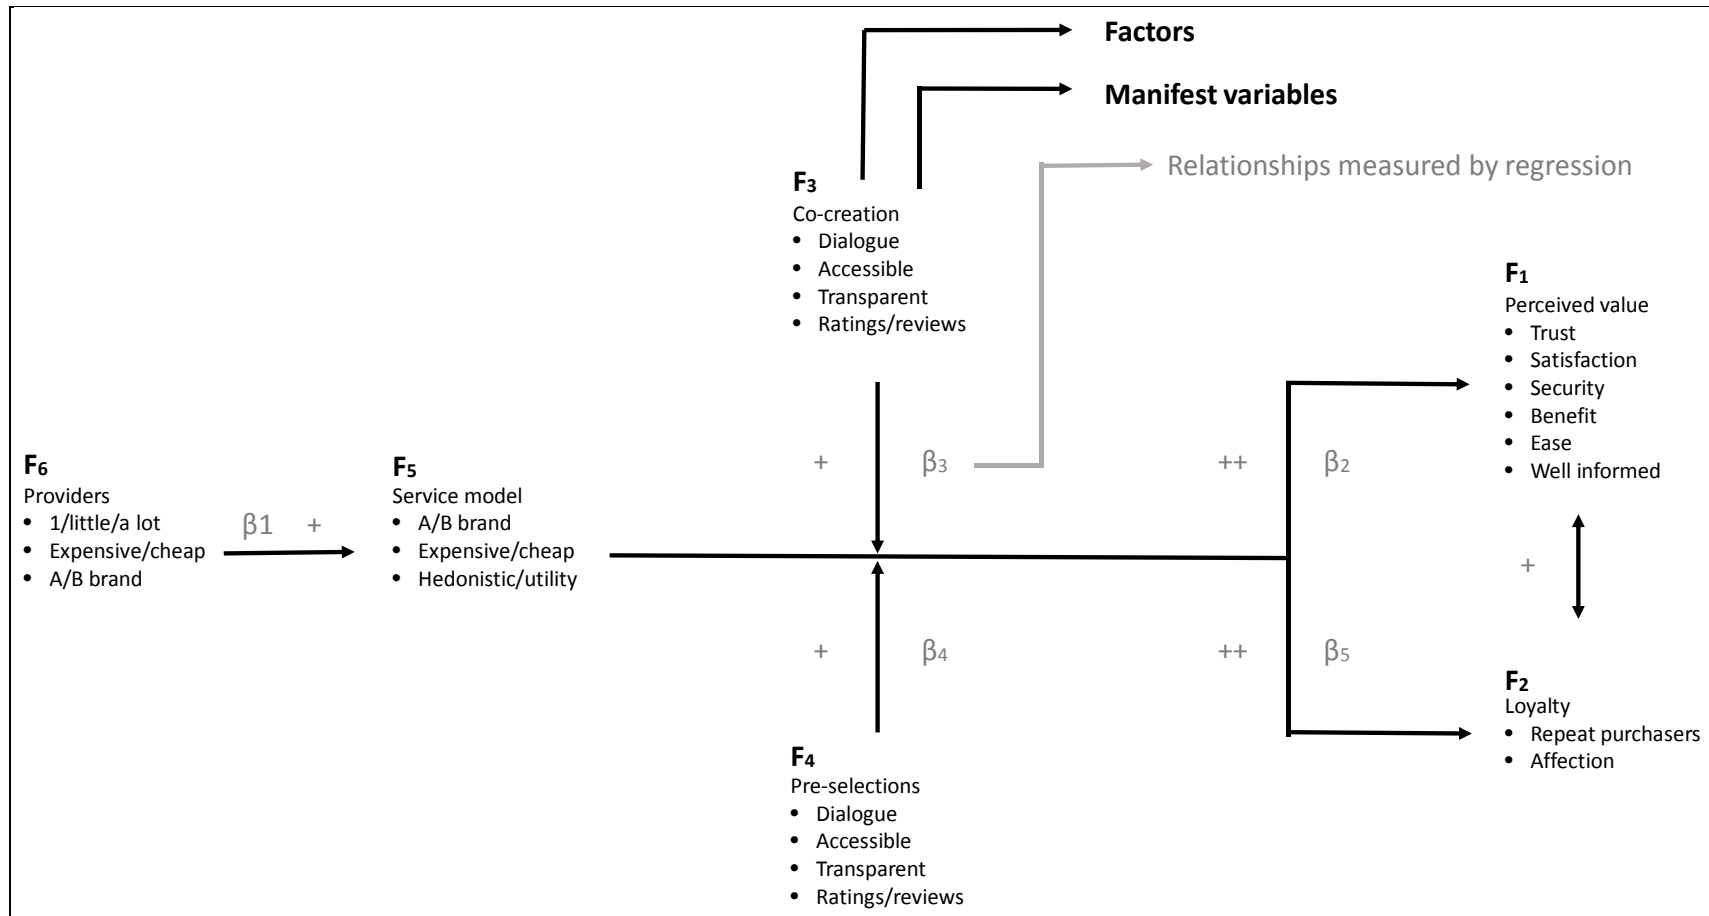 Factors
Manifest variables
Relationships measured by regression
F3
Co-creation
• Dialogue
• Accessible
• Transparent
• Ratings/reviews
F1
Perceived value
• Trust
• Satisfaction
• Security
• Benefit
• Ease
• Well informed
F6
Providers
• 1/little/a lot
• Expensive/cheap
• A/B brand
β1 +
F5
Service model
• A/B brand
• Expensive/cheap
• Hedonistic/utility
+ β3
++ β2
+
+ β4
++ β5
F4
Pre-selections
• Dialogue
• Accessible
• Transparent
• Ratings/reviews
F2
Loyalty
• Repeat purchasers
• Affection